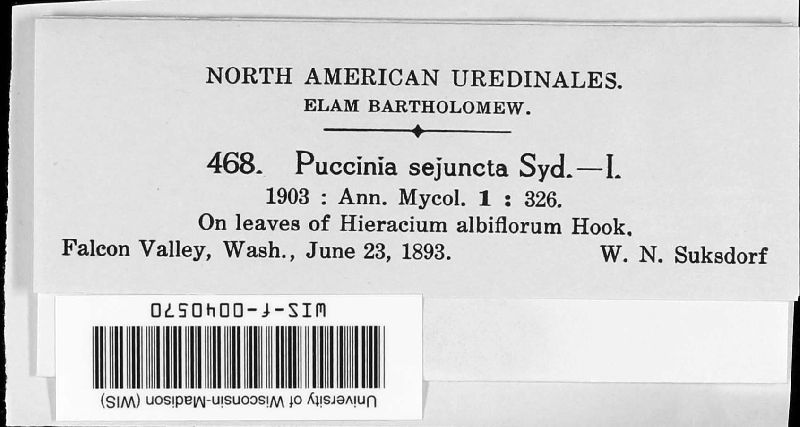 NORTH AMERICAN UREDINALES.
ELAM BARTHOLOMEW.
468. Puccinia sejuncta Syd.—I.
1903 : Ann. Mycol. 1 : 326.
On leaves of Hieracium albiflorum Hook.
Falcon Valley, Wash., June 23, 1893. W. N. Suksdorf
University of Wisconsin-Madison (WIS)
WIS-f-0040570